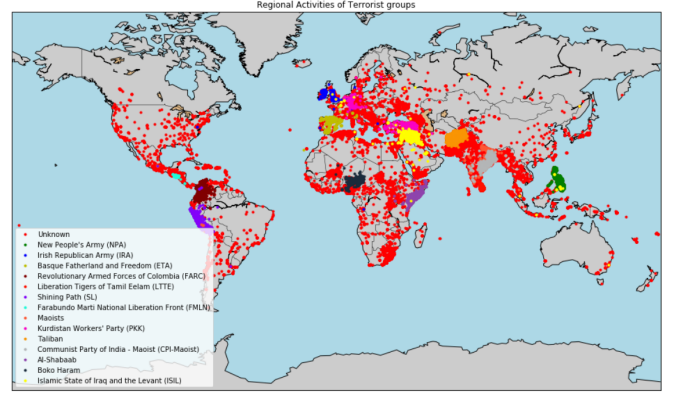 Regional Activities of Terrorist groups
Unknown
New People's Army (NPA)
Irish Republican Army (IRA)
Basque Fatherland and Freedom (ETA)
Revolutionary Armed Forces of Colombia (FARC)
Liberation Tigers of Tamil Eelam (LTTE)
Shining Path (SL)
Farabundo Marti National Liberation Front (FMLN)
Maoists
Kurdistan Workers' Party (PKK)
Taliban
Communist Party of India - Maoist (CPI-Maoist)
Al-Shabaab
Boko Haram
Islamic State of Iraq and the Levant (ISIL)